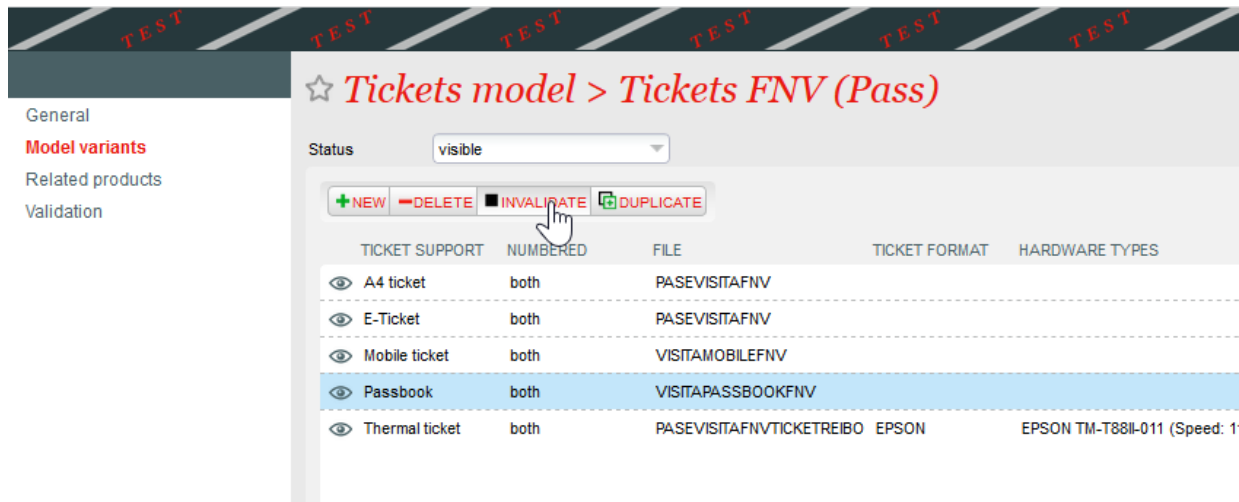 TEST TEST TEST TEST TEST TEST
Tickets model > Tickets FNV (Pass)
General
Model variants
Related products
Validation
Status visible
NEW DELETE INVALIDATE DUPLICATE
TICKET SUPPORT NUMBERED FILE TICKET FORMAT HARDWARE TYPES
A4 ticket both PASEVISITAFNV
E-Ticket both PASEVISITAFNV
Mobile ticket both VISITAMOBILEFNV
Passbook both VISITAPASSBOOKFNV
Thermal ticket both PASEVISITAFNVTICKETREIBO EPSON EPSON TM-T88II-011 (Speed: 1